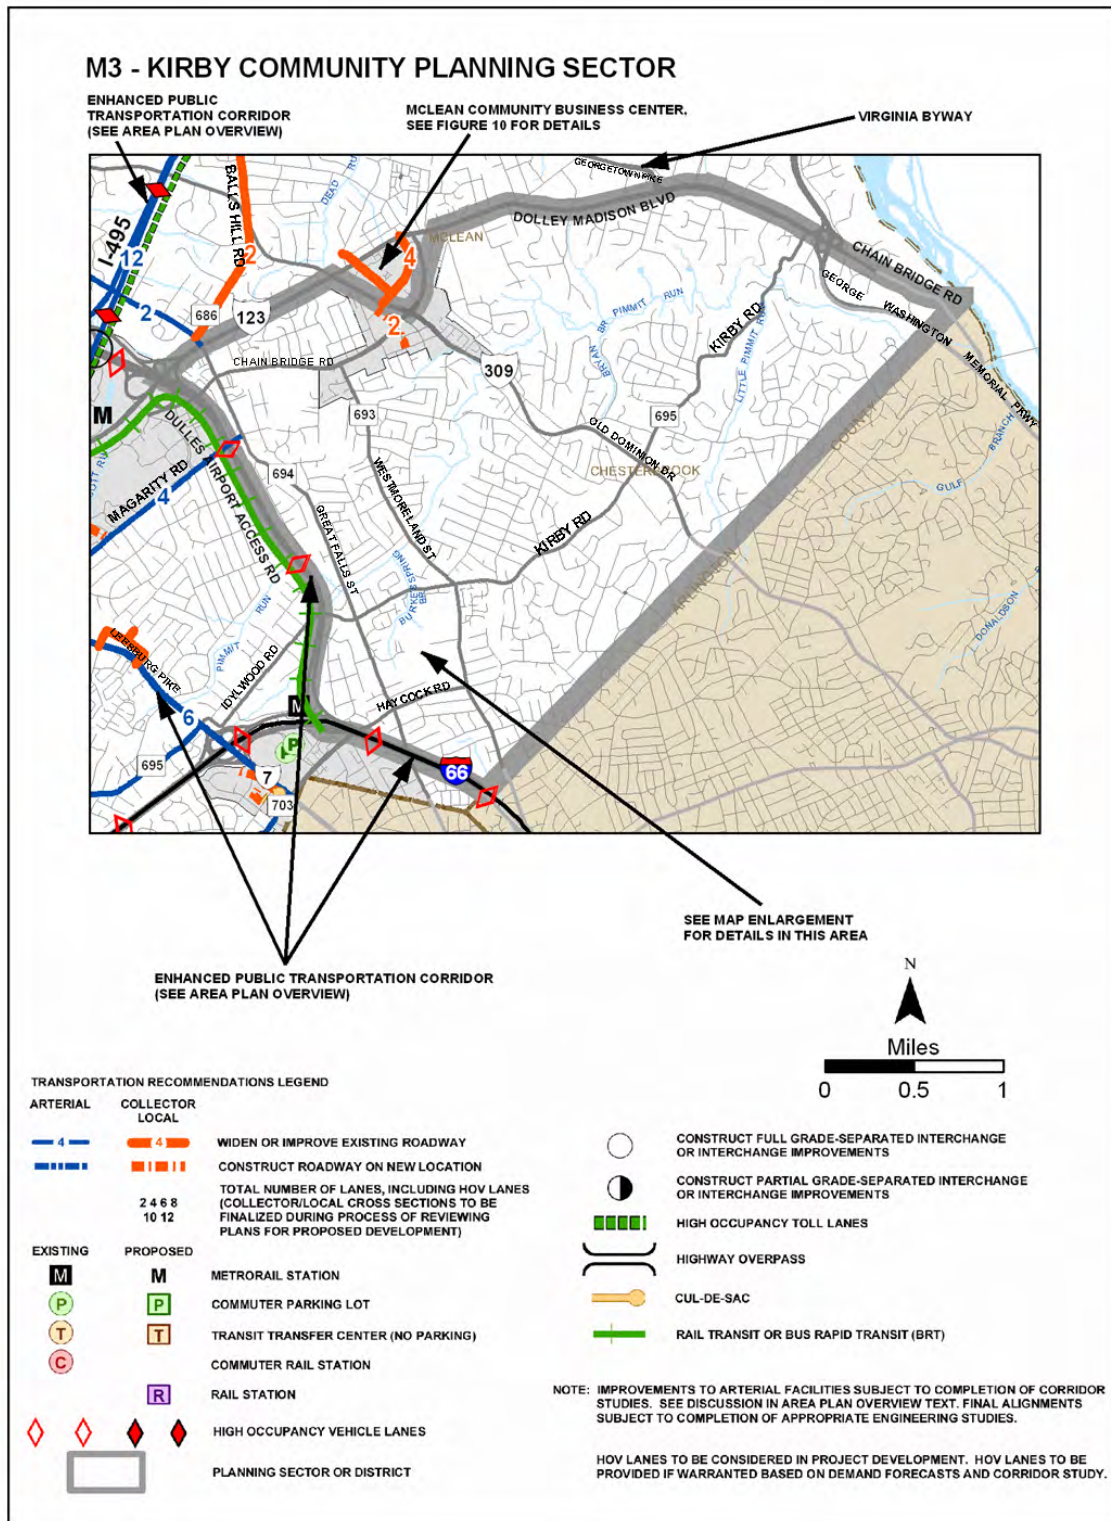 M3 - KIRBY COMMUNITY PLANNING SECTOR
ENHANCED PUBLIC
TRANSPORTATION CORRIDOR
(SEE AREA PLAN OVERVIEW)
MCLEAN COMMUNITY BUSINESS CENTER.
SEE FIGURE 10 FOR DETAILS
VIRGINIA BYWAY
GEORGETOWN PIKE
BALLS HILL RD
DEAD RUN
DOLLEY MADISON BLVD
MCLEAN
I-495
12
2
4
CHAIN BRIDGE RD
GEORGE WASHINGTON MEMORIAL PKWY
2
686
123
BRYAN BR
PIMMIT RUN
KIRBY RD
LITTLE PIMMIT RUN
2
CHAIN BRIDGE RD
309
M
693
695
OLD DOMINION DR
COUNTY
BRANCH
DULLES AIRPORT ACCESS RD
MAGARITY RD
4
694
WESTMORELAND ST
CHESTERBROOK
GULF
GREAT FALLS ST
KIRBY RD
BURKES SPRING BR
ARLINGTON
DONALDSON
PIMMIT RUN
LEESBURG PIKE
IDYLWOOD RD
HAYCOCK RD
M
6
P
695
7
66
703
SEE MAP ENLARGEMENT
FOR DETAILS IN THIS AREA
ENHANCED PUBLIC TRANSPORTATION CORRIDOR
(SEE AREA PLAN OVERVIEW)
N
Miles
0 0.5 1
TRANSPORTATION RECOMMENDATIONS LEGEND
ARTERIAL COLLECTOR
LOCAL
4 4 WIDEN OR IMPROVE EXISTING ROADWAY
CONSTRUCT ROADWAY ON NEW LOCATION
2 4 6 8
10 12
TOTAL NUMBER OF LANES, INCLUDING HOV LANES
(COLLECTOR/LOCAL CROSS SECTIONS TO BE
FINALIZED DURING PROCESS OF REVIEWING
PLANS FOR PROPOSED DEVELOPMENT)
EXISTING PROPOSED
M M METRORAIL STATION
P P COMMUTER PARKING LOT
T T TRANSIT TRANSFER CENTER (NO PARKING)
C COMMUTER RAIL STATION
R RAIL STATION
HIGH OCCUPANCY VEHICLE LANES
PLANNING SECTOR OR DISTRICT
CONSTRUCT FULL GRADE-SEPARATED INTERCHANGE
OR INTERCHANGE IMPROVEMENTS
CONSTRUCT PARTIAL GRADE-SEPARATED INTERCHANGE
OR INTERCHANGE IMPROVEMENTS
HIGH OCCUPANCY TOLL LANES
HIGHWAY OVERPASS
CUL-DE-SAC
RAIL TRANSIT OR BUS RAPID TRANSIT (BRT)
NOTE: IMPROVEMENTS TO ARTERIAL FACILITIES SUBJECT TO COMPLETION OF CORRIDOR
STUDIES. SEE DISCUSSION IN AREA PLAN OVERVIEW TEXT. FINAL ALIGNMENTS
SUBJECT TO COMPLETION OF APPROPRIATE ENGINEERING STUDIES.
HOV LANES TO BE CONSIDERED IN PROJECT DEVELOPMENT. HOV LANES TO BE
PROVIDED IF WARRANTED BASED ON DEMAND FORECASTS AND CORRIDOR STUDY.